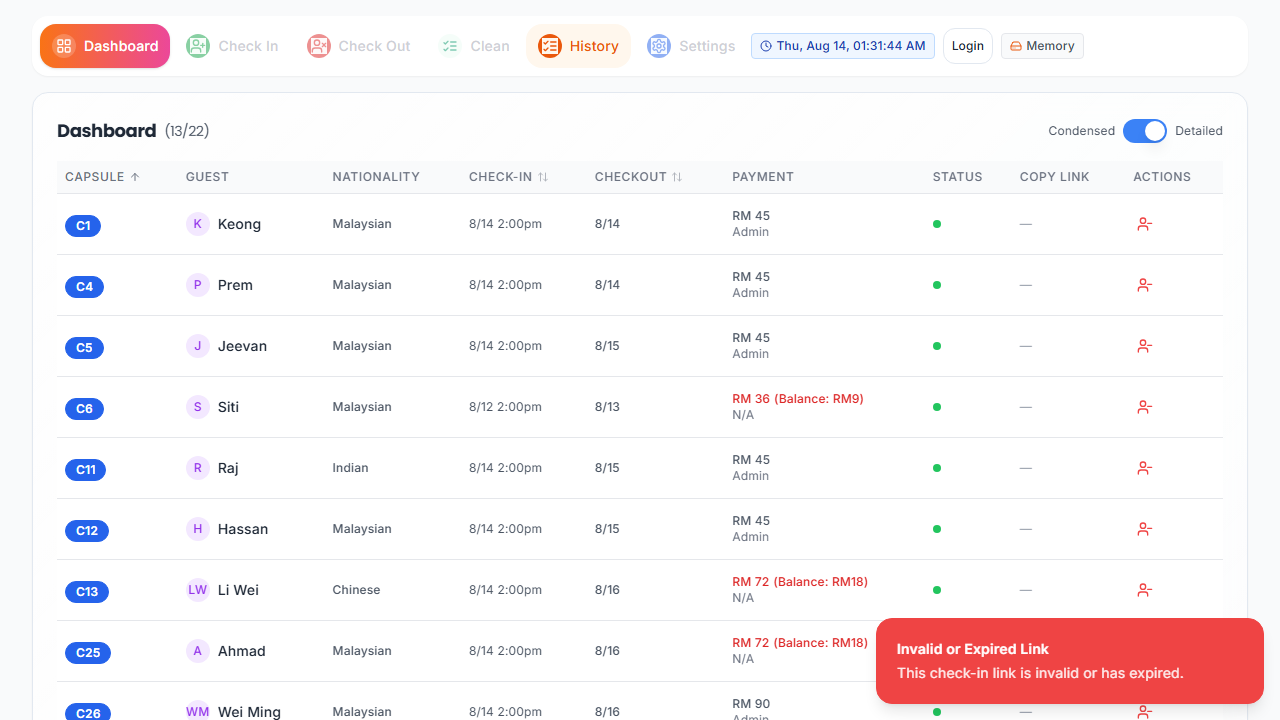 Dashboard
Check In
Check Out
Clean
History
Settings
Thu, Aug 14, 01:31:44 AM
Login
Memory
Dashboard (13/22)
Condensed
Detailed
CAPSULE GUEST NATIONALITY CHECK-IN CHECKOUT PAYMENT STATUS COPY LINK ACTIONS
C1 K Keong Malaysian 8/14 2:00pm 8/14 RM 45 —
Admin
C4 P Prem Malaysian 8/14 2:00pm 8/14 RM 45 —
Admin
C5 J Jeevan Malaysian 8/14 2:00pm 8/15 RM 45 —
Admin
C6 S Siti Malaysian 8/12 2:00pm 8/13 RM 36 (Balance: RM9) —
N/A
C11 R Raj Indian 8/14 2:00pm 8/15 RM 45 —
Admin
C12 H Hassan Malaysian 8/14 2:00pm 8/15 RM 45 —
Admin
C13 LW Li Wei Chinese 8/14 2:00pm 8/16 RM 72 (Balance: RM18) —
N/A
C25 A Ahmad Malaysian 8/14 2:00pm 8/16 RM 72 (Balance: RM18)
N/A
C26 WM Wei Ming Malaysian 8/14 2:00pm 8/16 RM 90
Admin
Invalid or Expired Link
This check-in link is invalid or has expired.